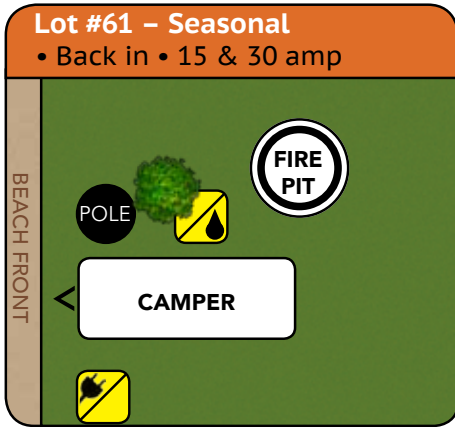 Lot #61 – Seasonal
• Back in • 15 & 30 amp
BEACH FRONT
FIRE
PIT
POLE
CAMPER